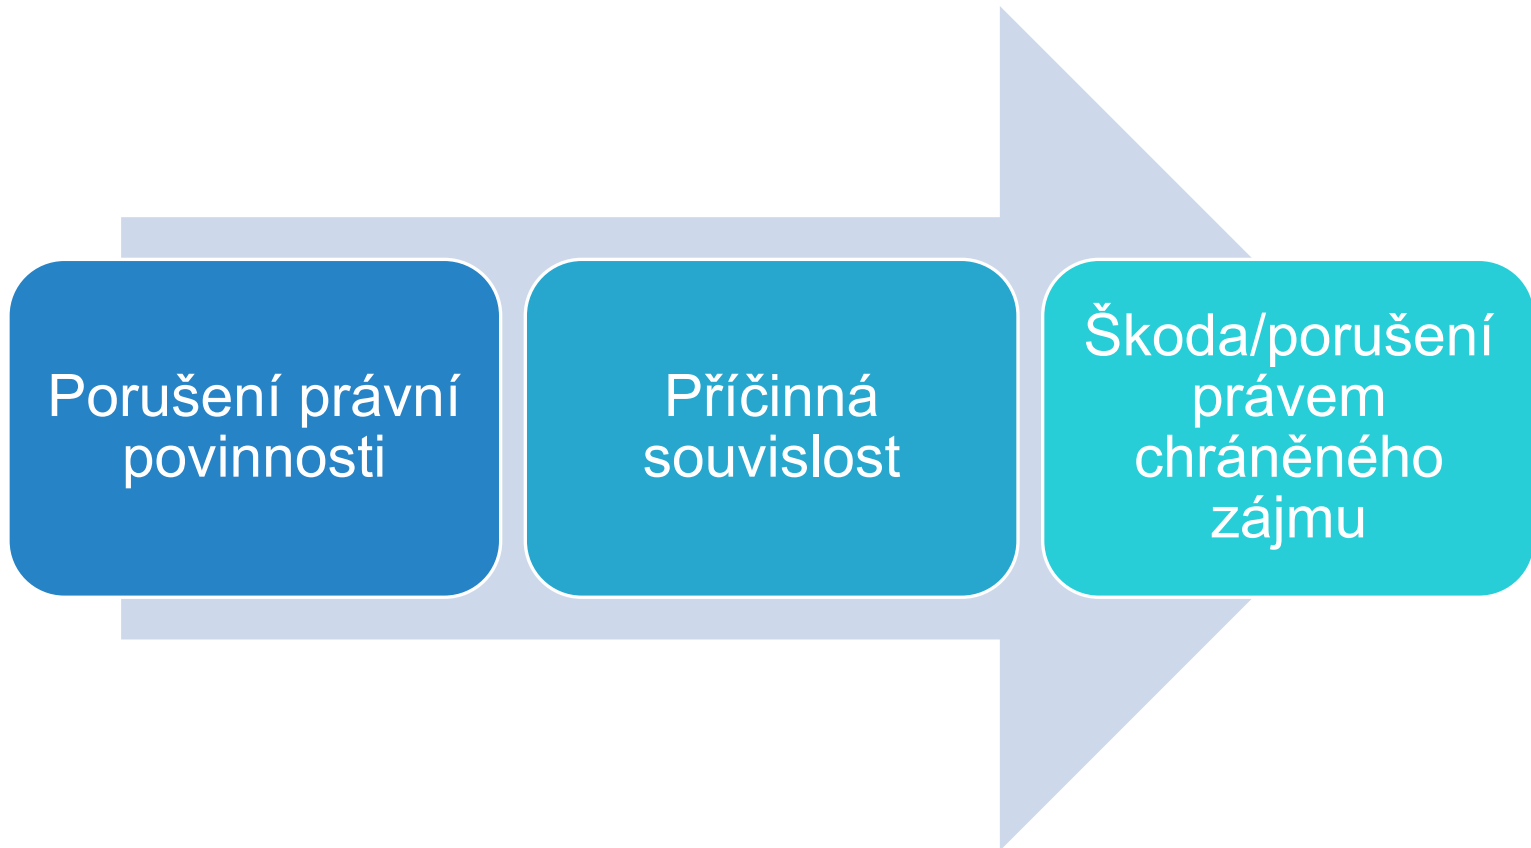 Porušení právní
povinnosti
Příčinná
souvislost
Škoda/porušení
právem
chráněného
zájmu